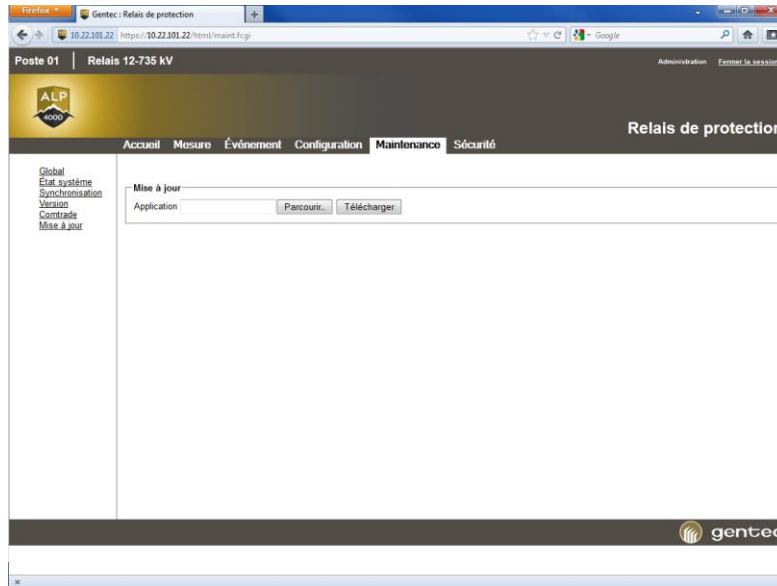 Firefox
Gentec : Relais de protection
10.22.101.22 https://10.22.101.22/html/maint.fcgi
Google
Poste 01 Relais 12-735 kV
Administration Fermer la session
ALP
4000
Relais de protection
Accueil Mesure Événement Configuration Maintenance Sécurité
Global
État système
Synchronisation
Version
Comtrade
Mise à jour
Mise à jour
Application Parcourir.. Télécharger
gentec